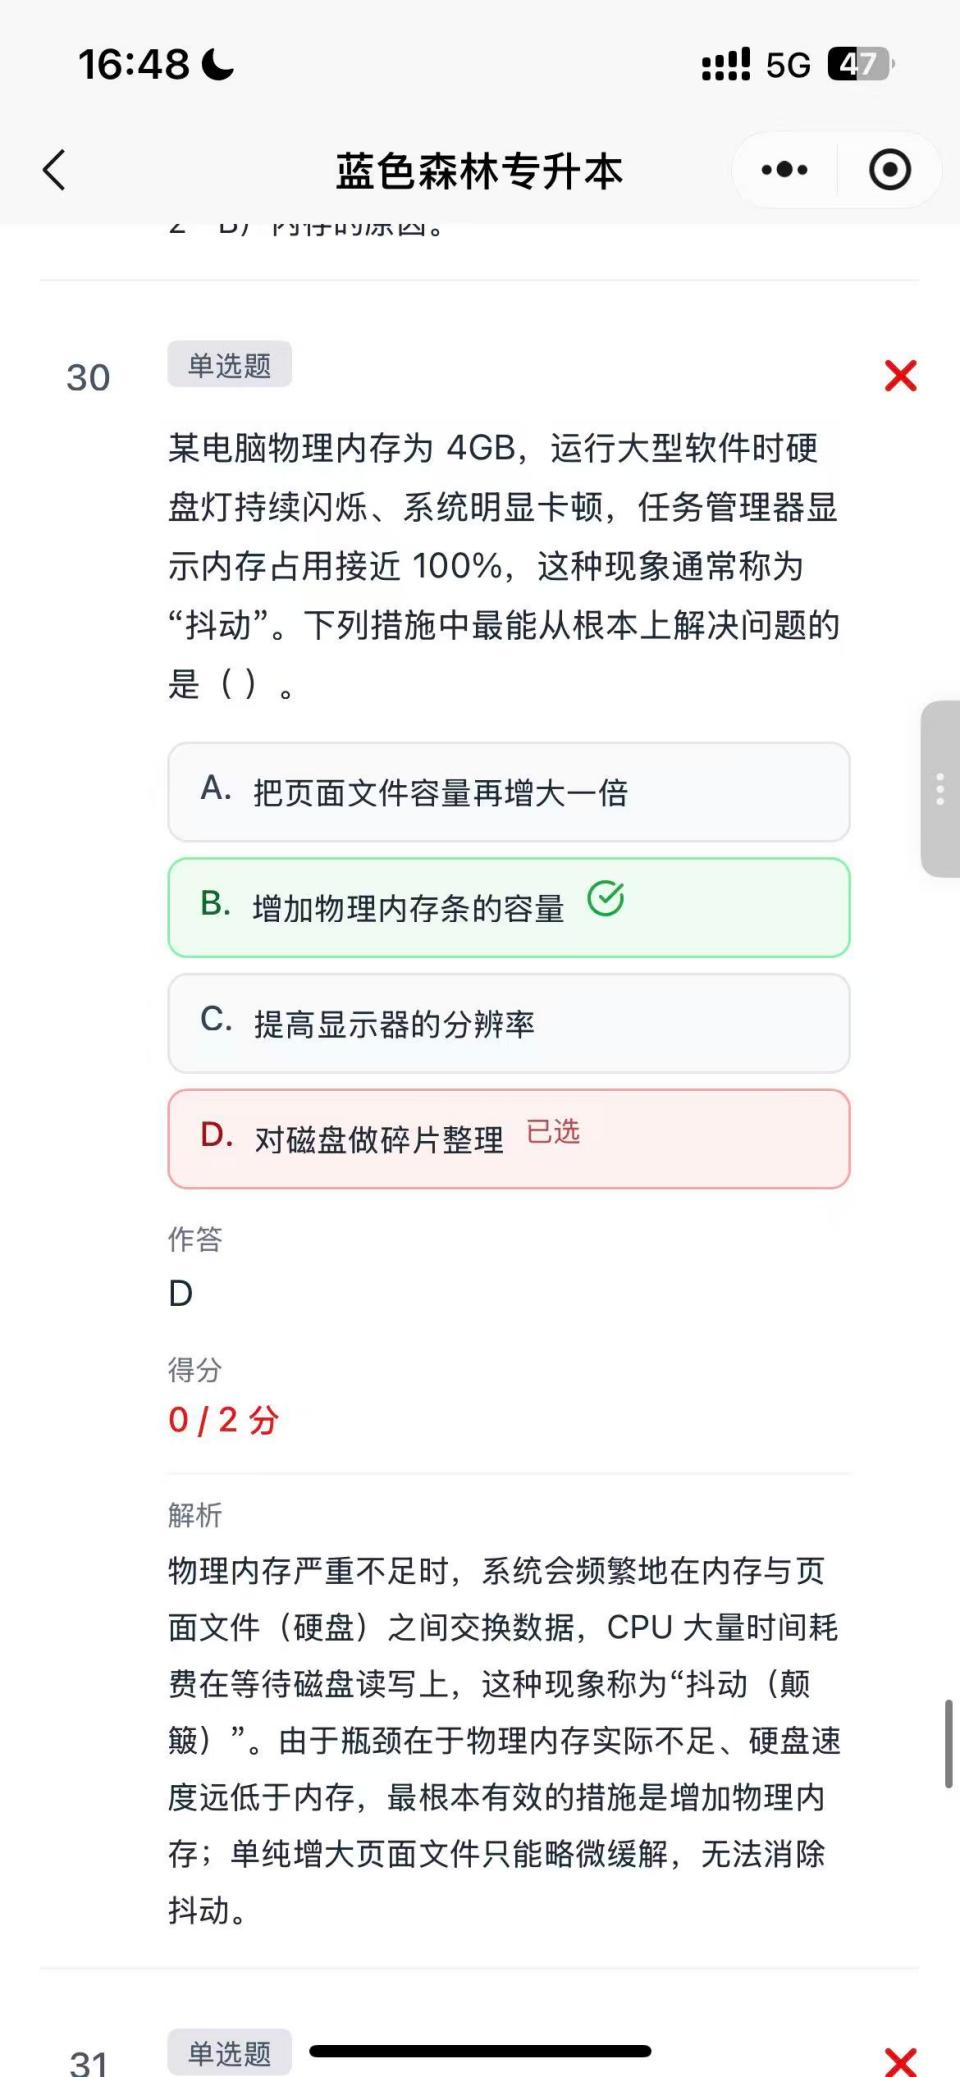 16:48
5G
47
蓝色森林专升本
2 B）内存的原因。
30
单选题
某电脑物理内存为 4GB，运行大型软件时硬
盘灯持续闪烁、系统明显卡顿，任务管理器显
示内存占用接近 100%，这种现象通常称为
“抖动”。下列措施中最能从根本上解决问题的
是（ ）。
A. 把页面文件容量再增大一倍
B. 增加物理内存条的容量
C. 提高显示器的分辨率
D. 对磁盘做碎片整理 已选
作答
D
得分
0 / 2 分
解析
物理内存严重不足时，系统会频繁地在内存与页
面文件（硬盘）之间交换数据，CPU 大量时间耗
费在等待磁盘读写上，这种现象称为“抖动（颠
簸）”。由于瓶颈在于物理内存实际不足、硬盘速
度远低于内存，最根本有效的措施是增加物理内
存；单纯增大页面文件只能略微缓解，无法消除
抖动。
31
单选题